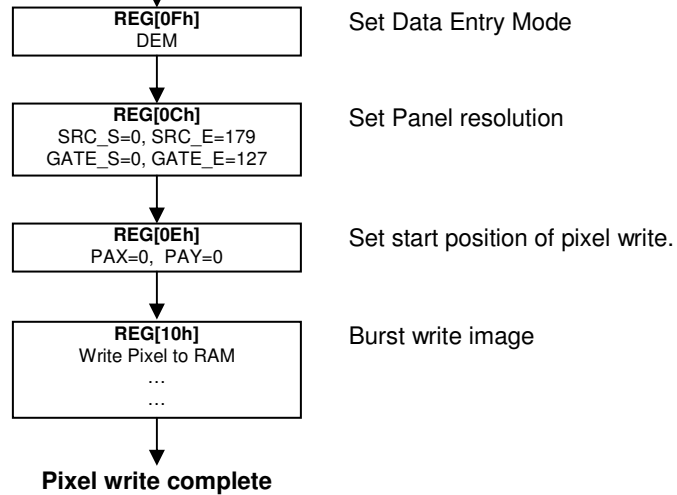 REG[0Fh]
DEM
Set Data Entry Mode
REG[0Ch]
SRC_S=0, SRC_E=179
GATE_S=0, GATE_E=127
Set Panel resolution
REG[0Eh]
PAX=0, PAY=0
Set start position of pixel write.
REG[10h]
Write Pixel to RAM
…
…
Burst write image
Pixel write complete